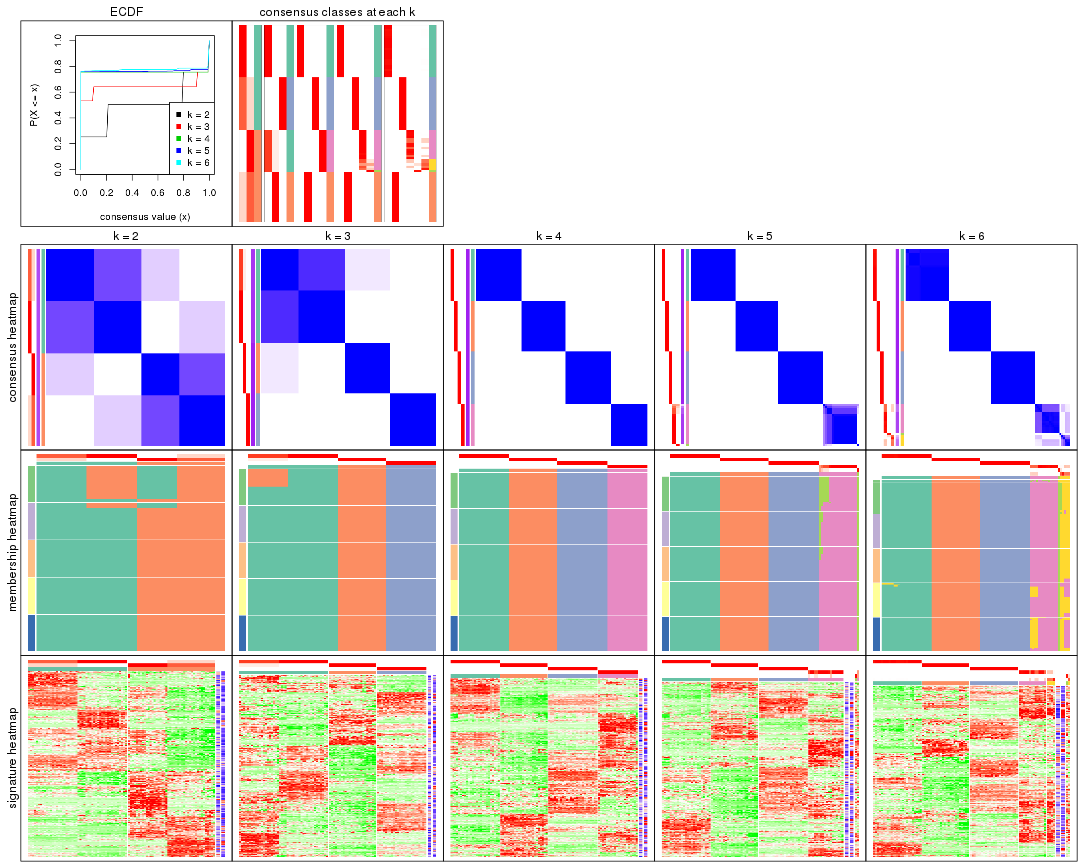 ECDF
consensus classes at each k
P(X <= x)
0.0 0.2 0.4 0.6 0.8 1.0
k = 2
k = 3
k = 4
k = 5
k = 6
0.0 0.2 0.4 0.6 0.8 1.0
consensus value (x)
k = 2
k = 3
k = 4
k = 5
k = 6
consensus heatmap
membership heatmap
signature heatmap